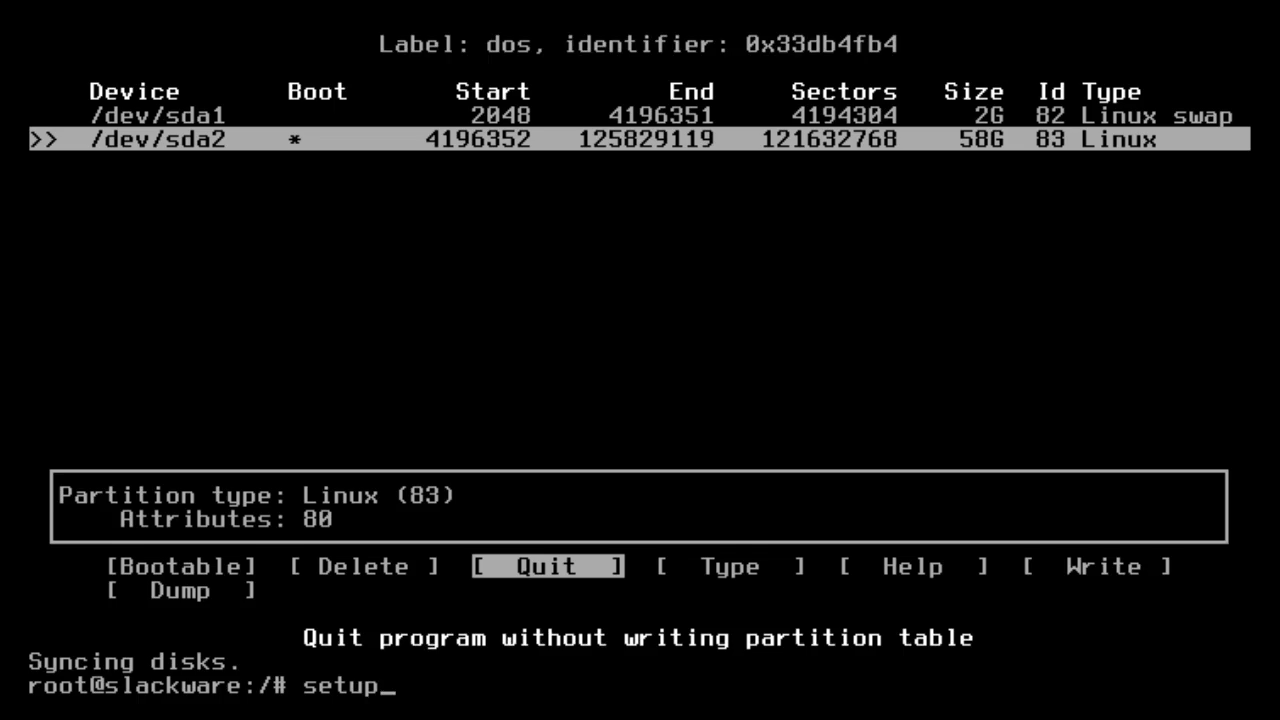 Label: dos, identifier: 0x33db4fb4
Device Boot Start End Sectors Size Id Type
/dev/sda1 2048 4196351 4194304 2G 82 Linux swap
>> /dev/sda2 * 4196352 125829119 121632768 58G 83 Linux
Partition type: Linux (83)
Attributes: 80
[Bootable] [ Delete ] [ Quit ] [ Type ] [ Help ] [ Write ]
[ Dump ]
Quit program without writing partition table
Syncing disks.
root@slackware:/# setup_